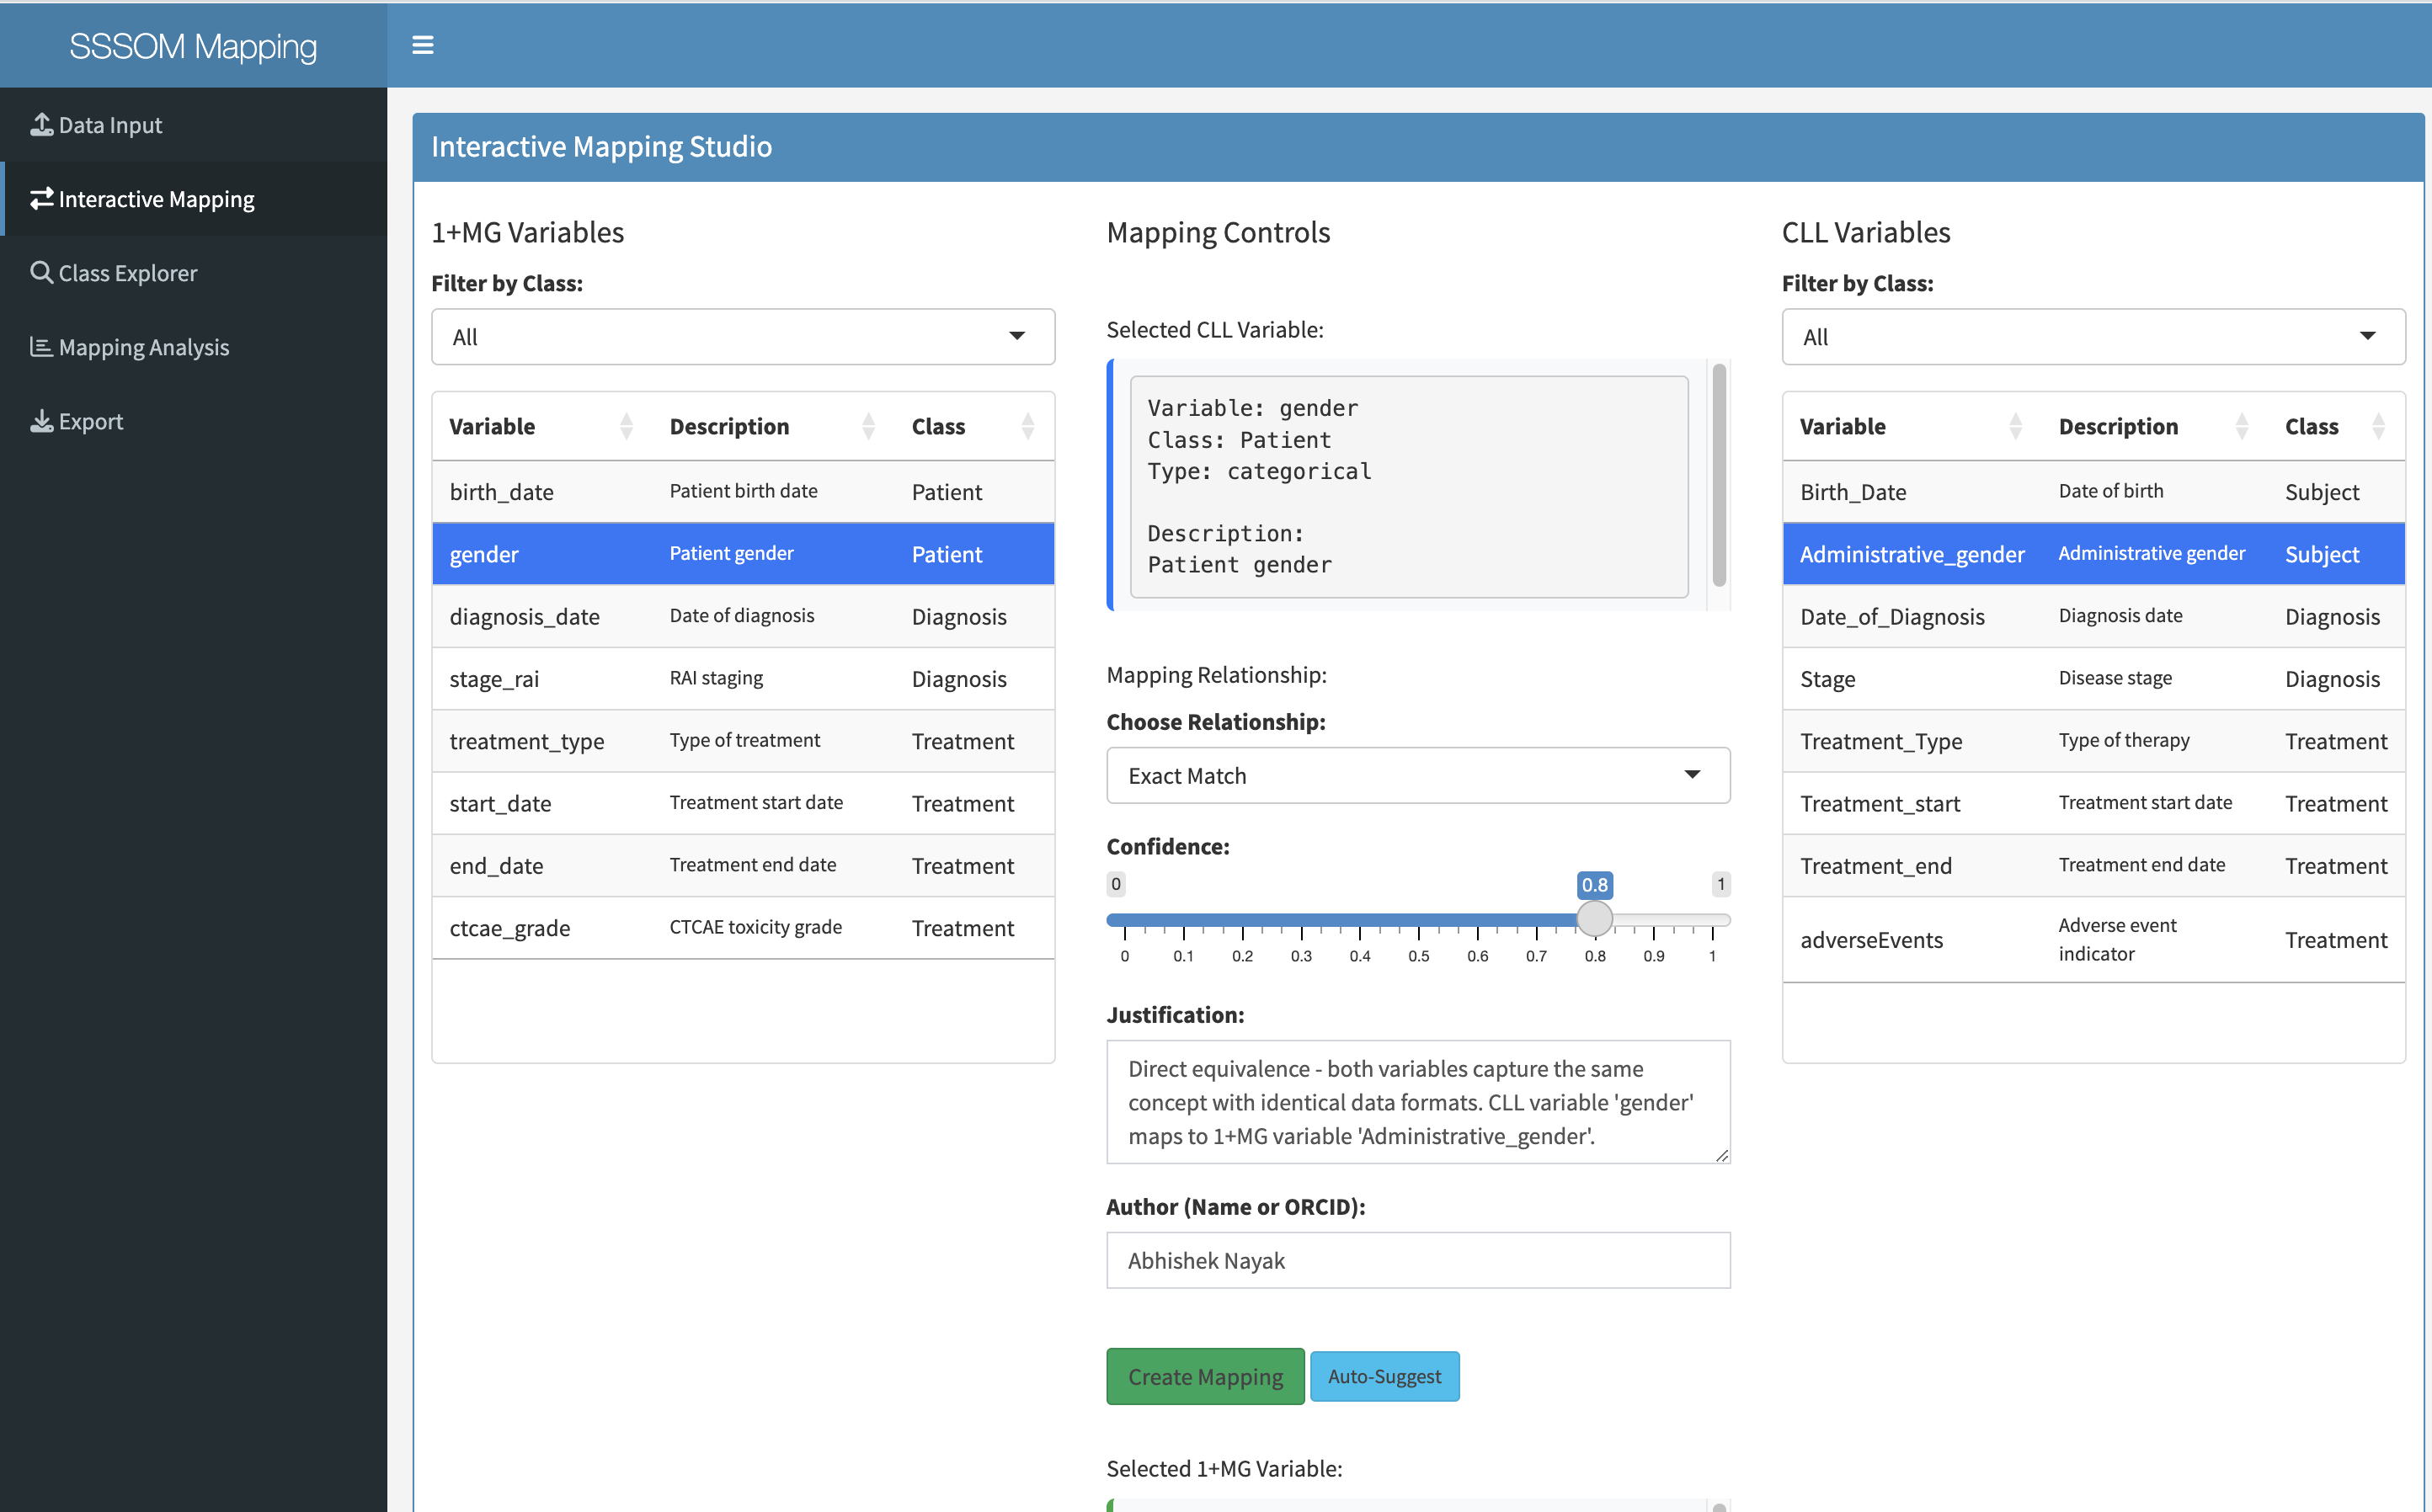 SSSOM Mapping
Data Input
Interactive Mapping
Class Explorer
Mapping Analysis
Export
Interactive Mapping Studio
1+MG Variables
Filter by Class:
All
Variable Description Class
birth_date Patient birth date Patient
gender Patient gender Patient
diagnosis_date Date of diagnosis Diagnosis
stage_rai RAI staging Diagnosis
treatment_type Type of treatment Treatment
start_date Treatment start date Treatment
end_date Treatment end date Treatment
ctcae_grade CTCAE toxicity grade Treatment
Mapping Controls
Selected CLL Variable:
Variable: gender
Class: Patient
Type: categorical
Description:
Patient gender
Mapping Relationship:
Choose Relationship:
Exact Match
Confidence:
0 0.8 1
0 0.1 0.2 0.3 0.4 0.5 0.6 0.7 0.8 0.9 1
Justification:
Direct equivalence - both variables capture the same
concept with identical data formats. CLL variable 'gender'
maps to 1+MG variable 'Administrative_gender'.
Author (Name or ORCID):
Abhishek Nayak
Create Mapping Auto-Suggest
Selected 1+MG Variable:
CLL Variables
Filter by Class:
All
Variable Description Class
Birth_Date Date of birth Subject
Administrative_gender Administrative gender Subject
Date_of_Diagnosis Diagnosis date Diagnosis
Stage Disease stage Diagnosis
Treatment_Type Type of therapy Treatment
Treatment_start Treatment start date Treatment
Treatment_end Treatment end date Treatment
adverseEvents Adverse event
indicator Treatment